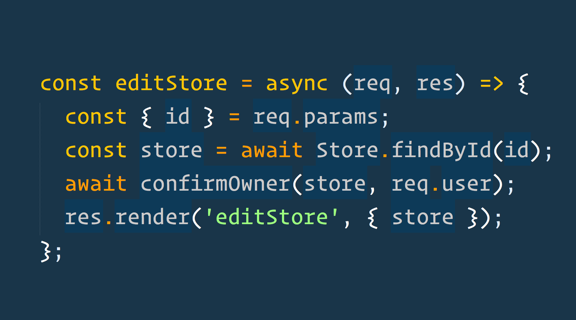 const editStore = async (req, res) => {
  const { id } = req.params;
  const store = await Store.findById(id);
  await confirmOwner(store, req.user);
  res.render('editStore', { store });
};